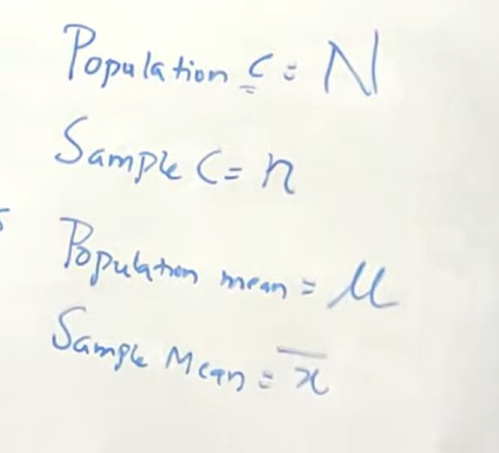 Population C = N
Sample C = n
Population mean = μ
Sample Mean = x̄